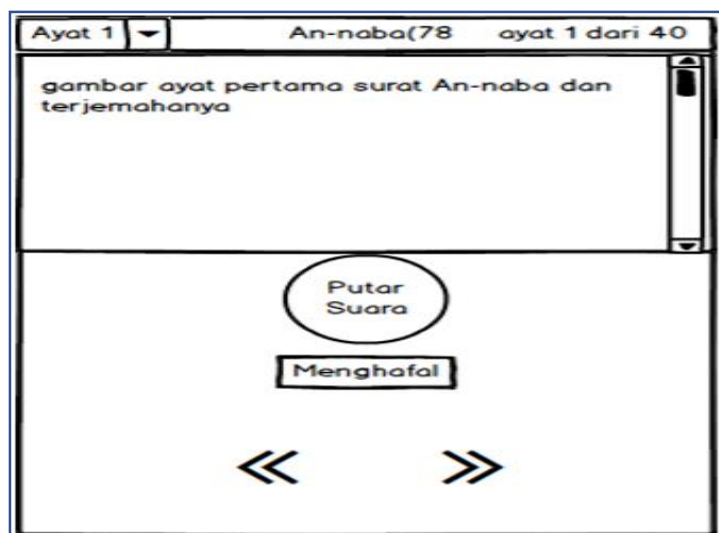 Ayat 1 An-naba(78 ayat 1 dari 40
gambar ayat pertama surat An-naba dan
terjemahanya
Putar
Suara
Menghafal